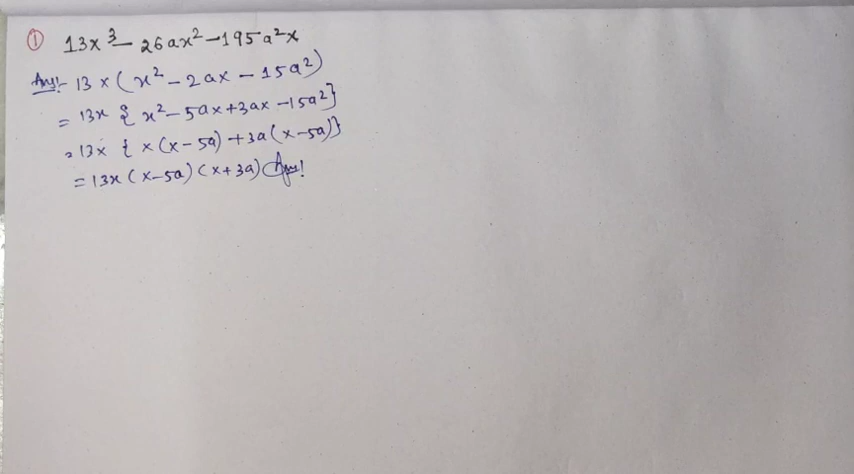 ① 13x³ - 26ax² - 195a²x
Ans:- 13x(x² - 2ax - 15a²)
= 13x {x² - 5ax + 3ax - 15a²}
= 13x {x(x - 5a) + 3a(x - 5a)}
= 13x(x - 5a)(x + 3a) Ans!